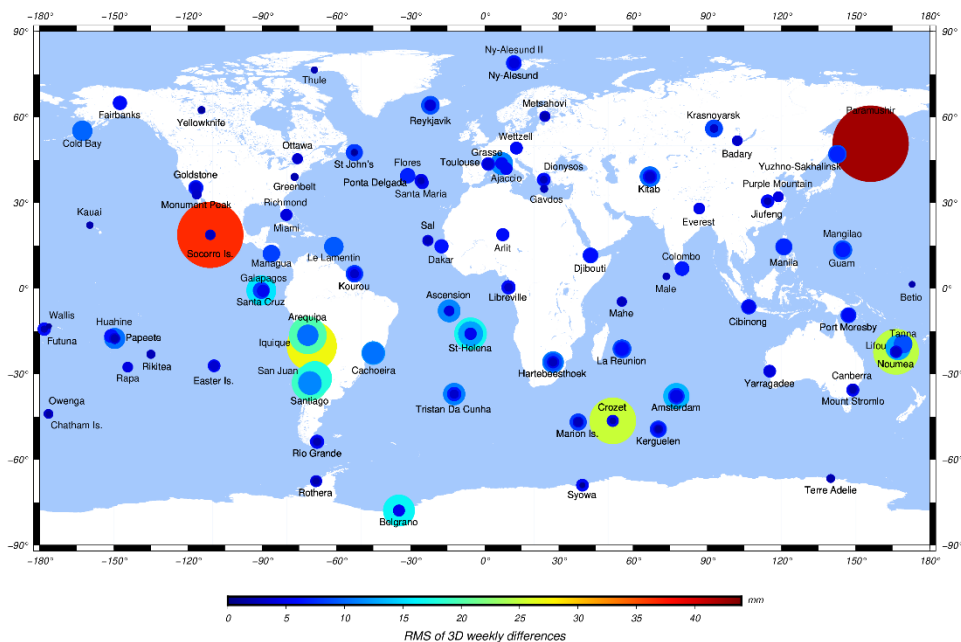 −180° −150° −120° −90° −60° −30° 0° 30° 60° 90° 120° 150° 180°
90° 90°
Ny-Alesund II
Ny-Alesund
Thule
60° 60°
Fairbanks
Yellowknife
Reykjavik
Metsahovi
Krasnoyarsk
Paramushir
Cold Bay
Ottawa
St John's
Flores
Toulouse
Grasse
Wettzell
Badary
Yuzhno-Sakhalinsk
Goldstone
Greenbelt
Ponta Delgada
Ajaccio
Dionysos
Kitab
Purple Mountain
Monument Peak
Richmond
Santa Maria
Gavdos
Jiufeng
30° 30°
Kauai
Miami
Everest
Socorro Is.
Managua
Le Lamentin
Sal
Dakar
Arlit
Djibouti
Colombo
Manila
Mangilao
Guam
Galapagos
Santa Cruz
Kourou
Libreville
Male
Betio
0° 0°
Wallis
Futuna
Huahine
Papeete
Arequipa
Ascension
Mahe
Cibinong
Port Moresby
Tanna
Iquique
St-Helena
Lifou
Noumea
Rikitea
Rapa
Easter Is.
San Juan
Cachoeira
Hartebeesthoek
La Reunion
Yarragadee
−30° −30°
Santiago
Canberra
Owenga
Chatham Is.
Tristan Da Cunha
Crozet
Amsterdam
Mount Stromlo
Marion Is.
Kerguelen
Rio Grande
−60° −60°
Rothera
Syowa
Terre Adelie
Belgrano
−90° −90°
−180° −150° −120° −90° −60° −30° 0° 30° 60° 90° 120° 150° 180°
mm
0 5 10 15 20 25 30 35 40
RMS of 3D weekly differences